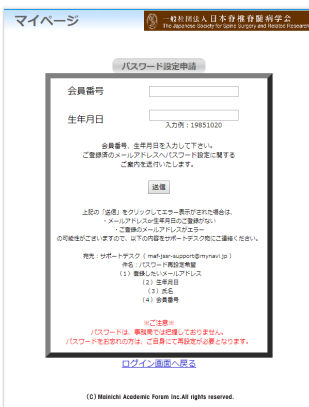 マイページ
一般社団法人 日本脊椎脊髄病学会
The Japanese Society for Spine Surgery and Related Research
パスワード設定申請
会員番号
生年月日
入力例：19851020
会員番号、生年月日を入力して下さい。
ご登録済のメールアドレスへパスワード設定に関する
ご案内を送付いたします。
送信
上記の「送信」をクリックしてエラー表示がされた場合は、
・メールアドレスor生年月日のご登録がない
・ご登録のメールアドレスがエラー
の可能性がございますので、以下の内容をサポートデスク宛にご連絡ください。
宛先：サポートデスク（ maf-jssr-support@mynavi.jp ）
件名：パスワード再設定希望
（１）登録したいメールアドレス
（２）生年月日
（３）氏名
（４）会員番号
※ご注意※
パスワードは、事務局では把握しておりません。
パスワードをお忘れの方は、ご自身にて再設定が必要となります。
ログイン画面へ戻る
(C) Mainichi Academic Forum Inc.All rights reserved.